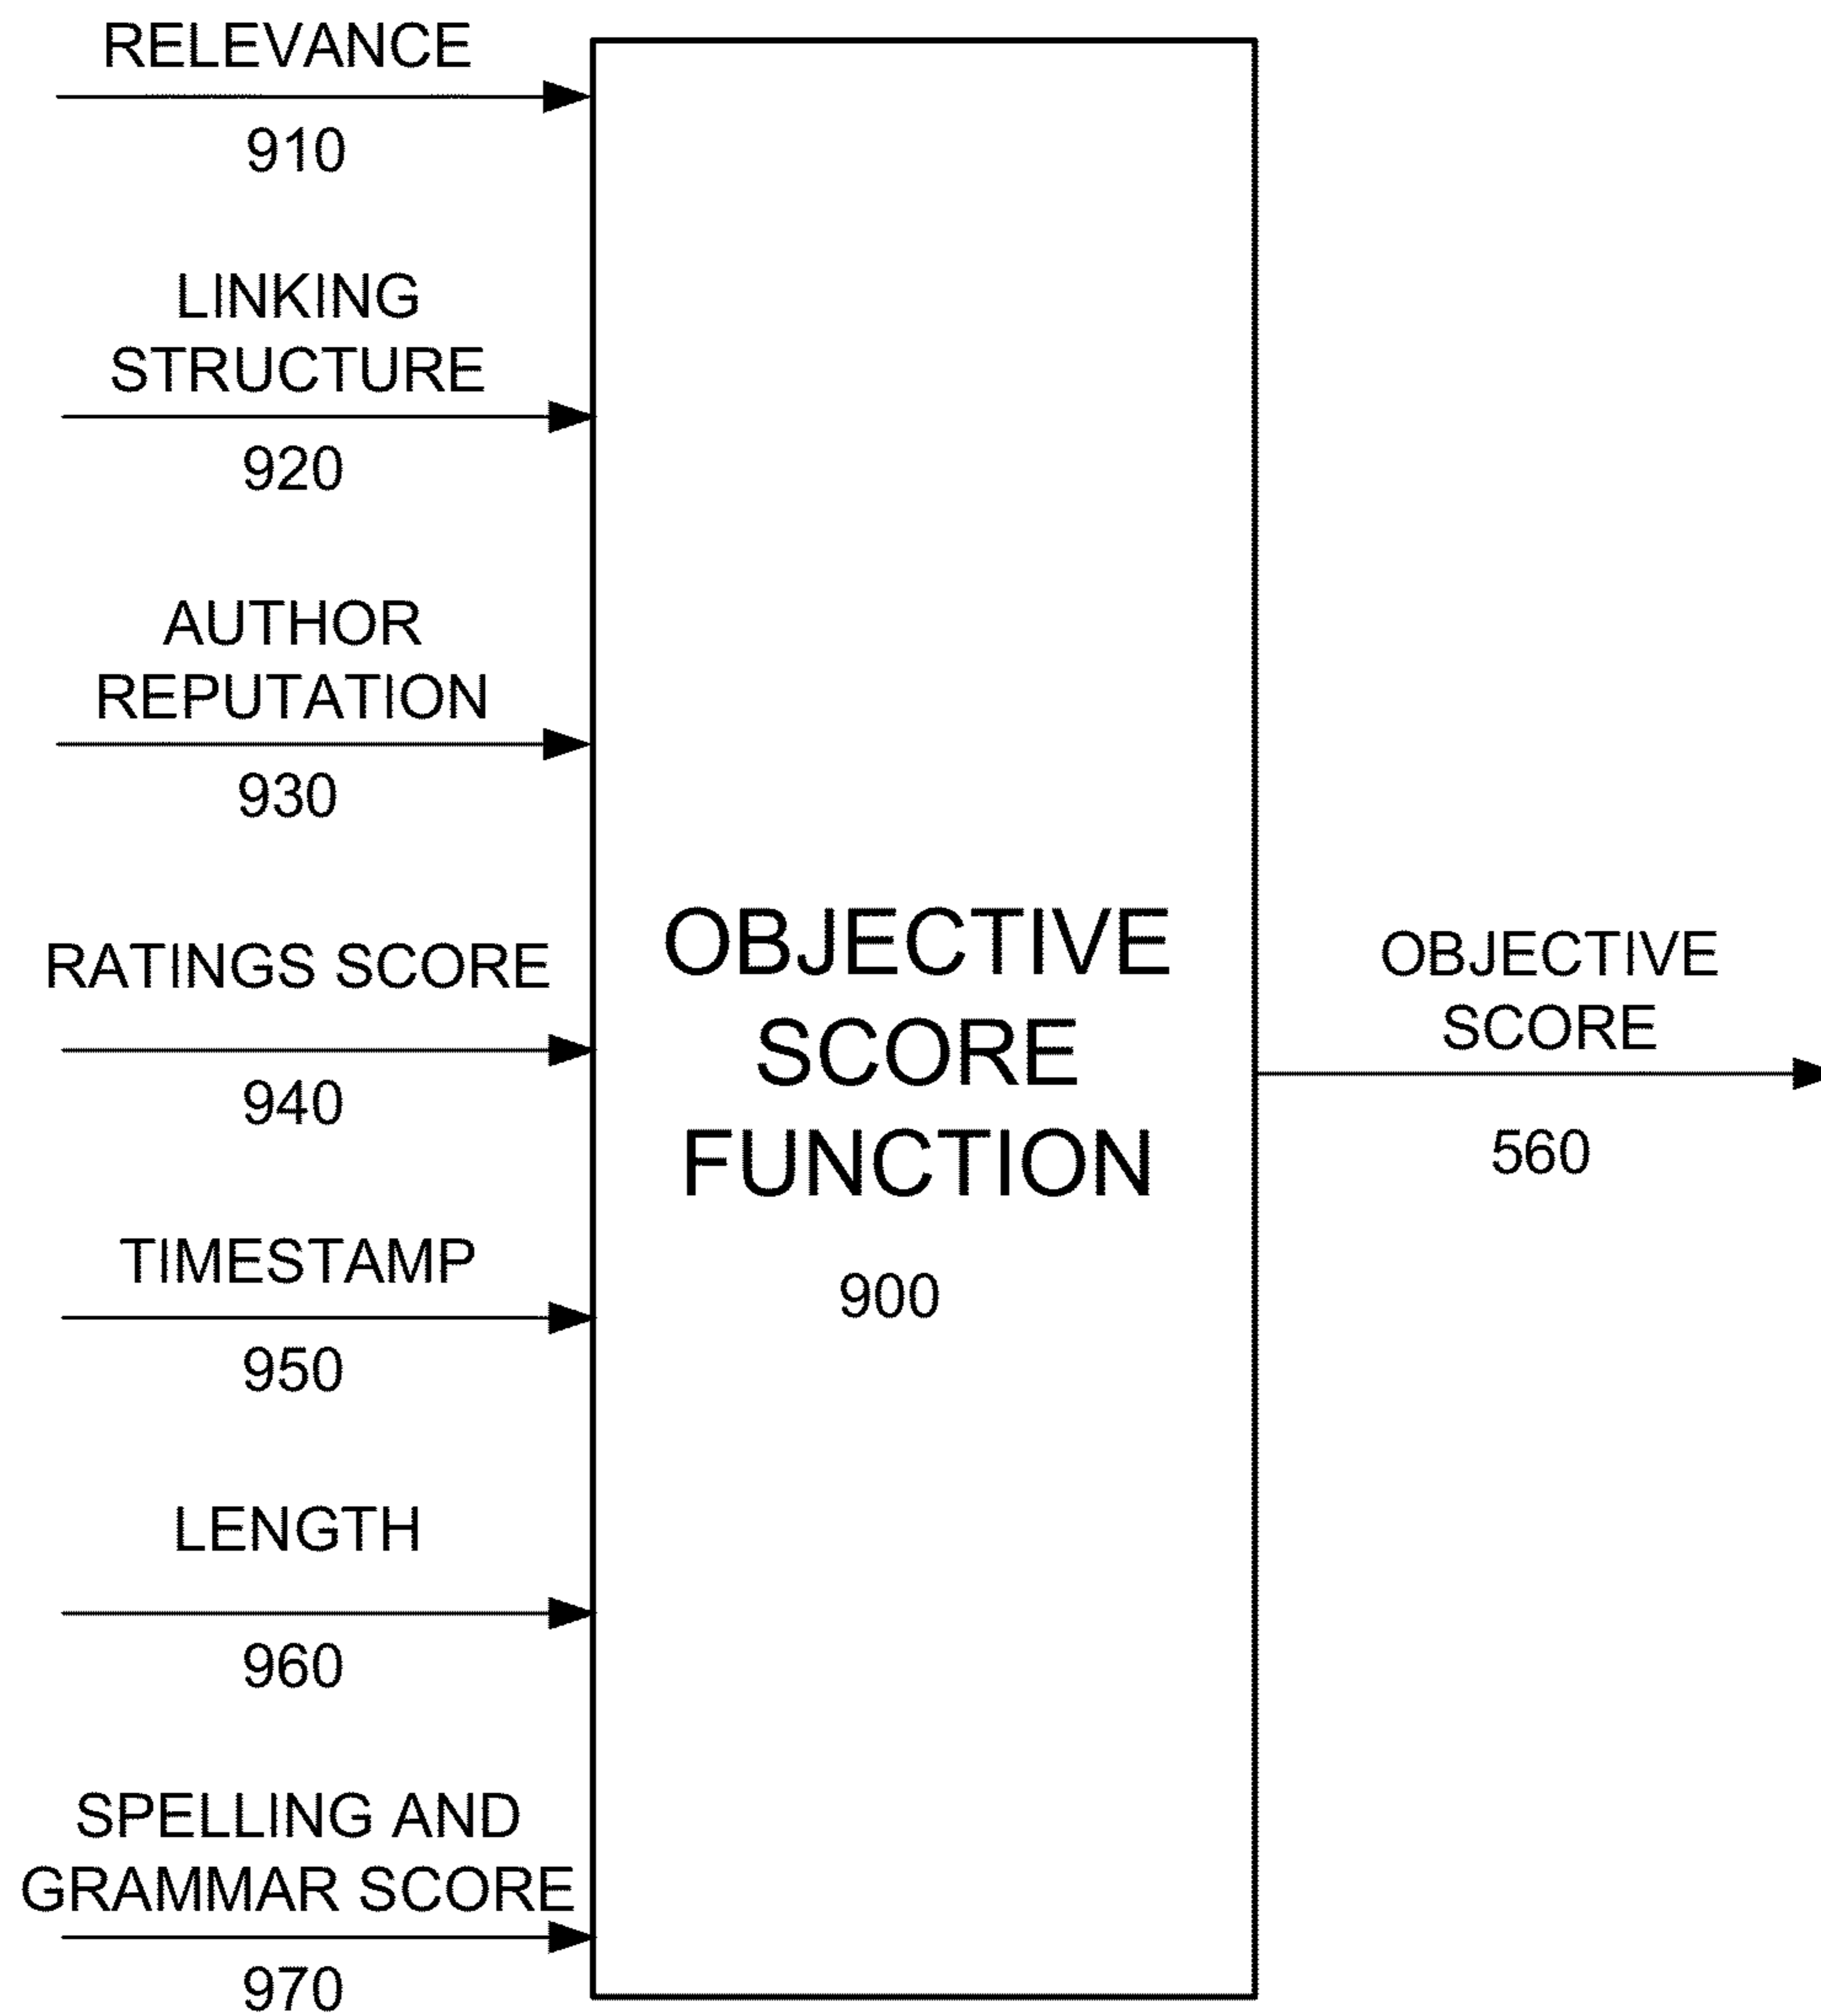 RELEVANCE
910
LINKING
STRUCTURE
920
AUTHOR
REPUTATION
930
RATINGS SCORE
940
TIMESTAMP
950
LENGTH
960
SPELLING AND
GRAMMAR SCORE
970
OBJECTIVE
SCORE
FUNCTION
900
OBJECTIVE
SCORE
560